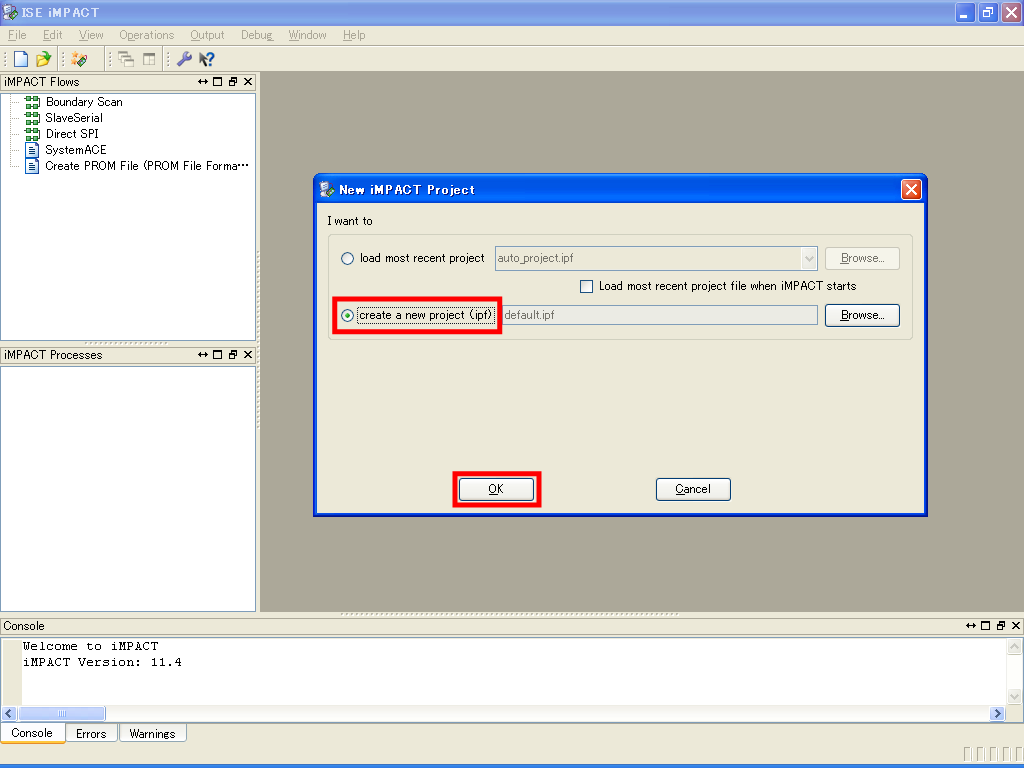 ISE iMPACT
File Edit View Operations Output Debug Window Help
iMPACT Flows
Boundary Scan
SlaveSerial
Direct SPI
SystemACE
Create PROM File (PROM File Forma…
iMPACT Processes
New iMPACT Project
I want to
load most recent project auto_project.ipf Browse...
Load most recent project file when iMPACT starts
create a new project (ipf) default.ipf Browse...
OK Cancel
Console
Welcome to iMPACT
iMPACT Version: 11.4
Console Errors Warnings